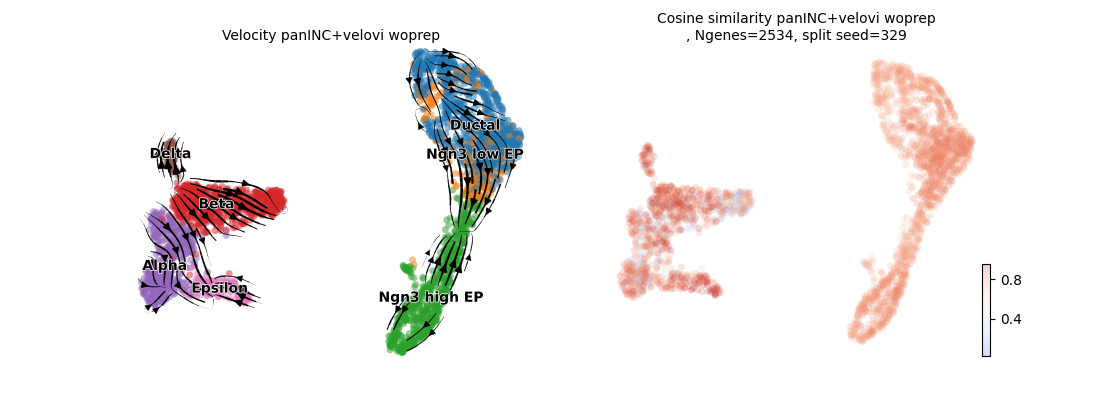 Velocity panINC+velovi woprep
Cosine similarity panINC+velovi woprep
, Ngenes=2534, split seed=329
Ductal
Delta
Ngn3 low EP
Beta
Alpha
Epsilon
Ngn3 high EP
0.8
0.4